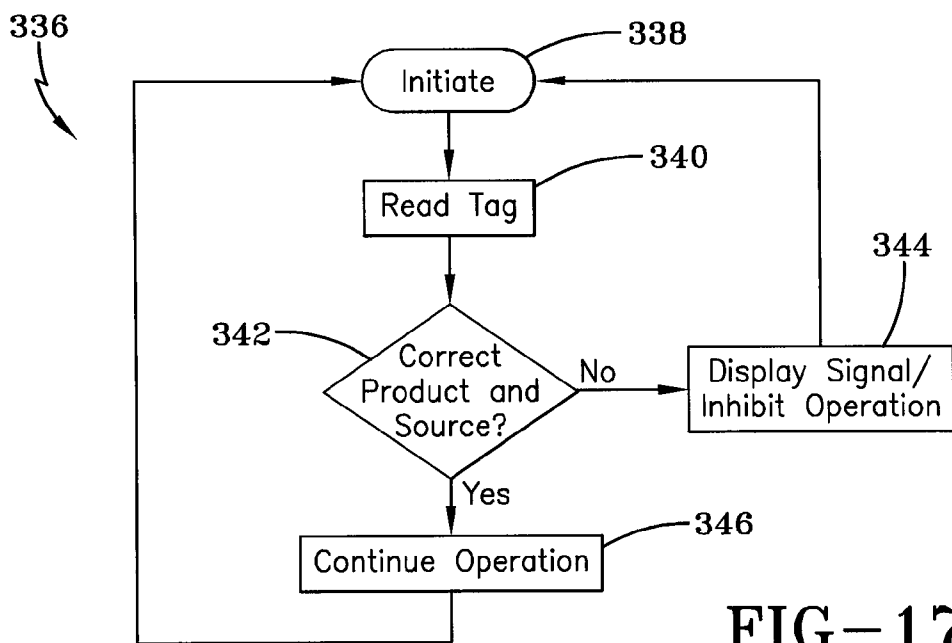 336
338
Initiate
340
Read Tag
344
342
Correct
Product and
Source?
No
Display Signal/
Inhibit Operation
Yes
346
Continue Operation
FIG-17